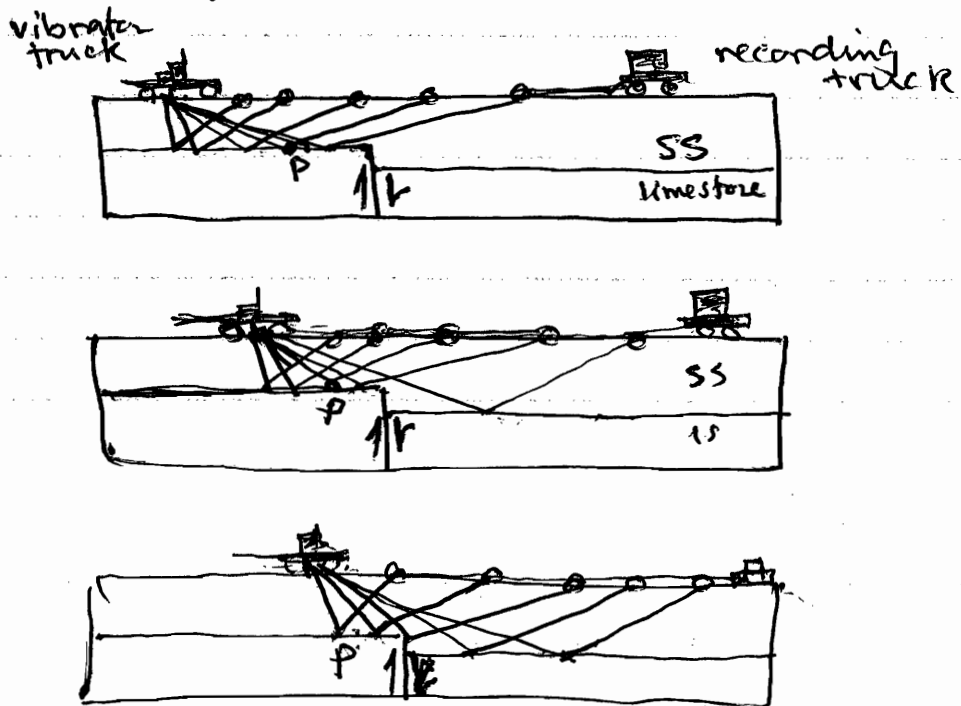 vibrator
truck
recording
truck
P
SS
limestone
P
SS
ls
P